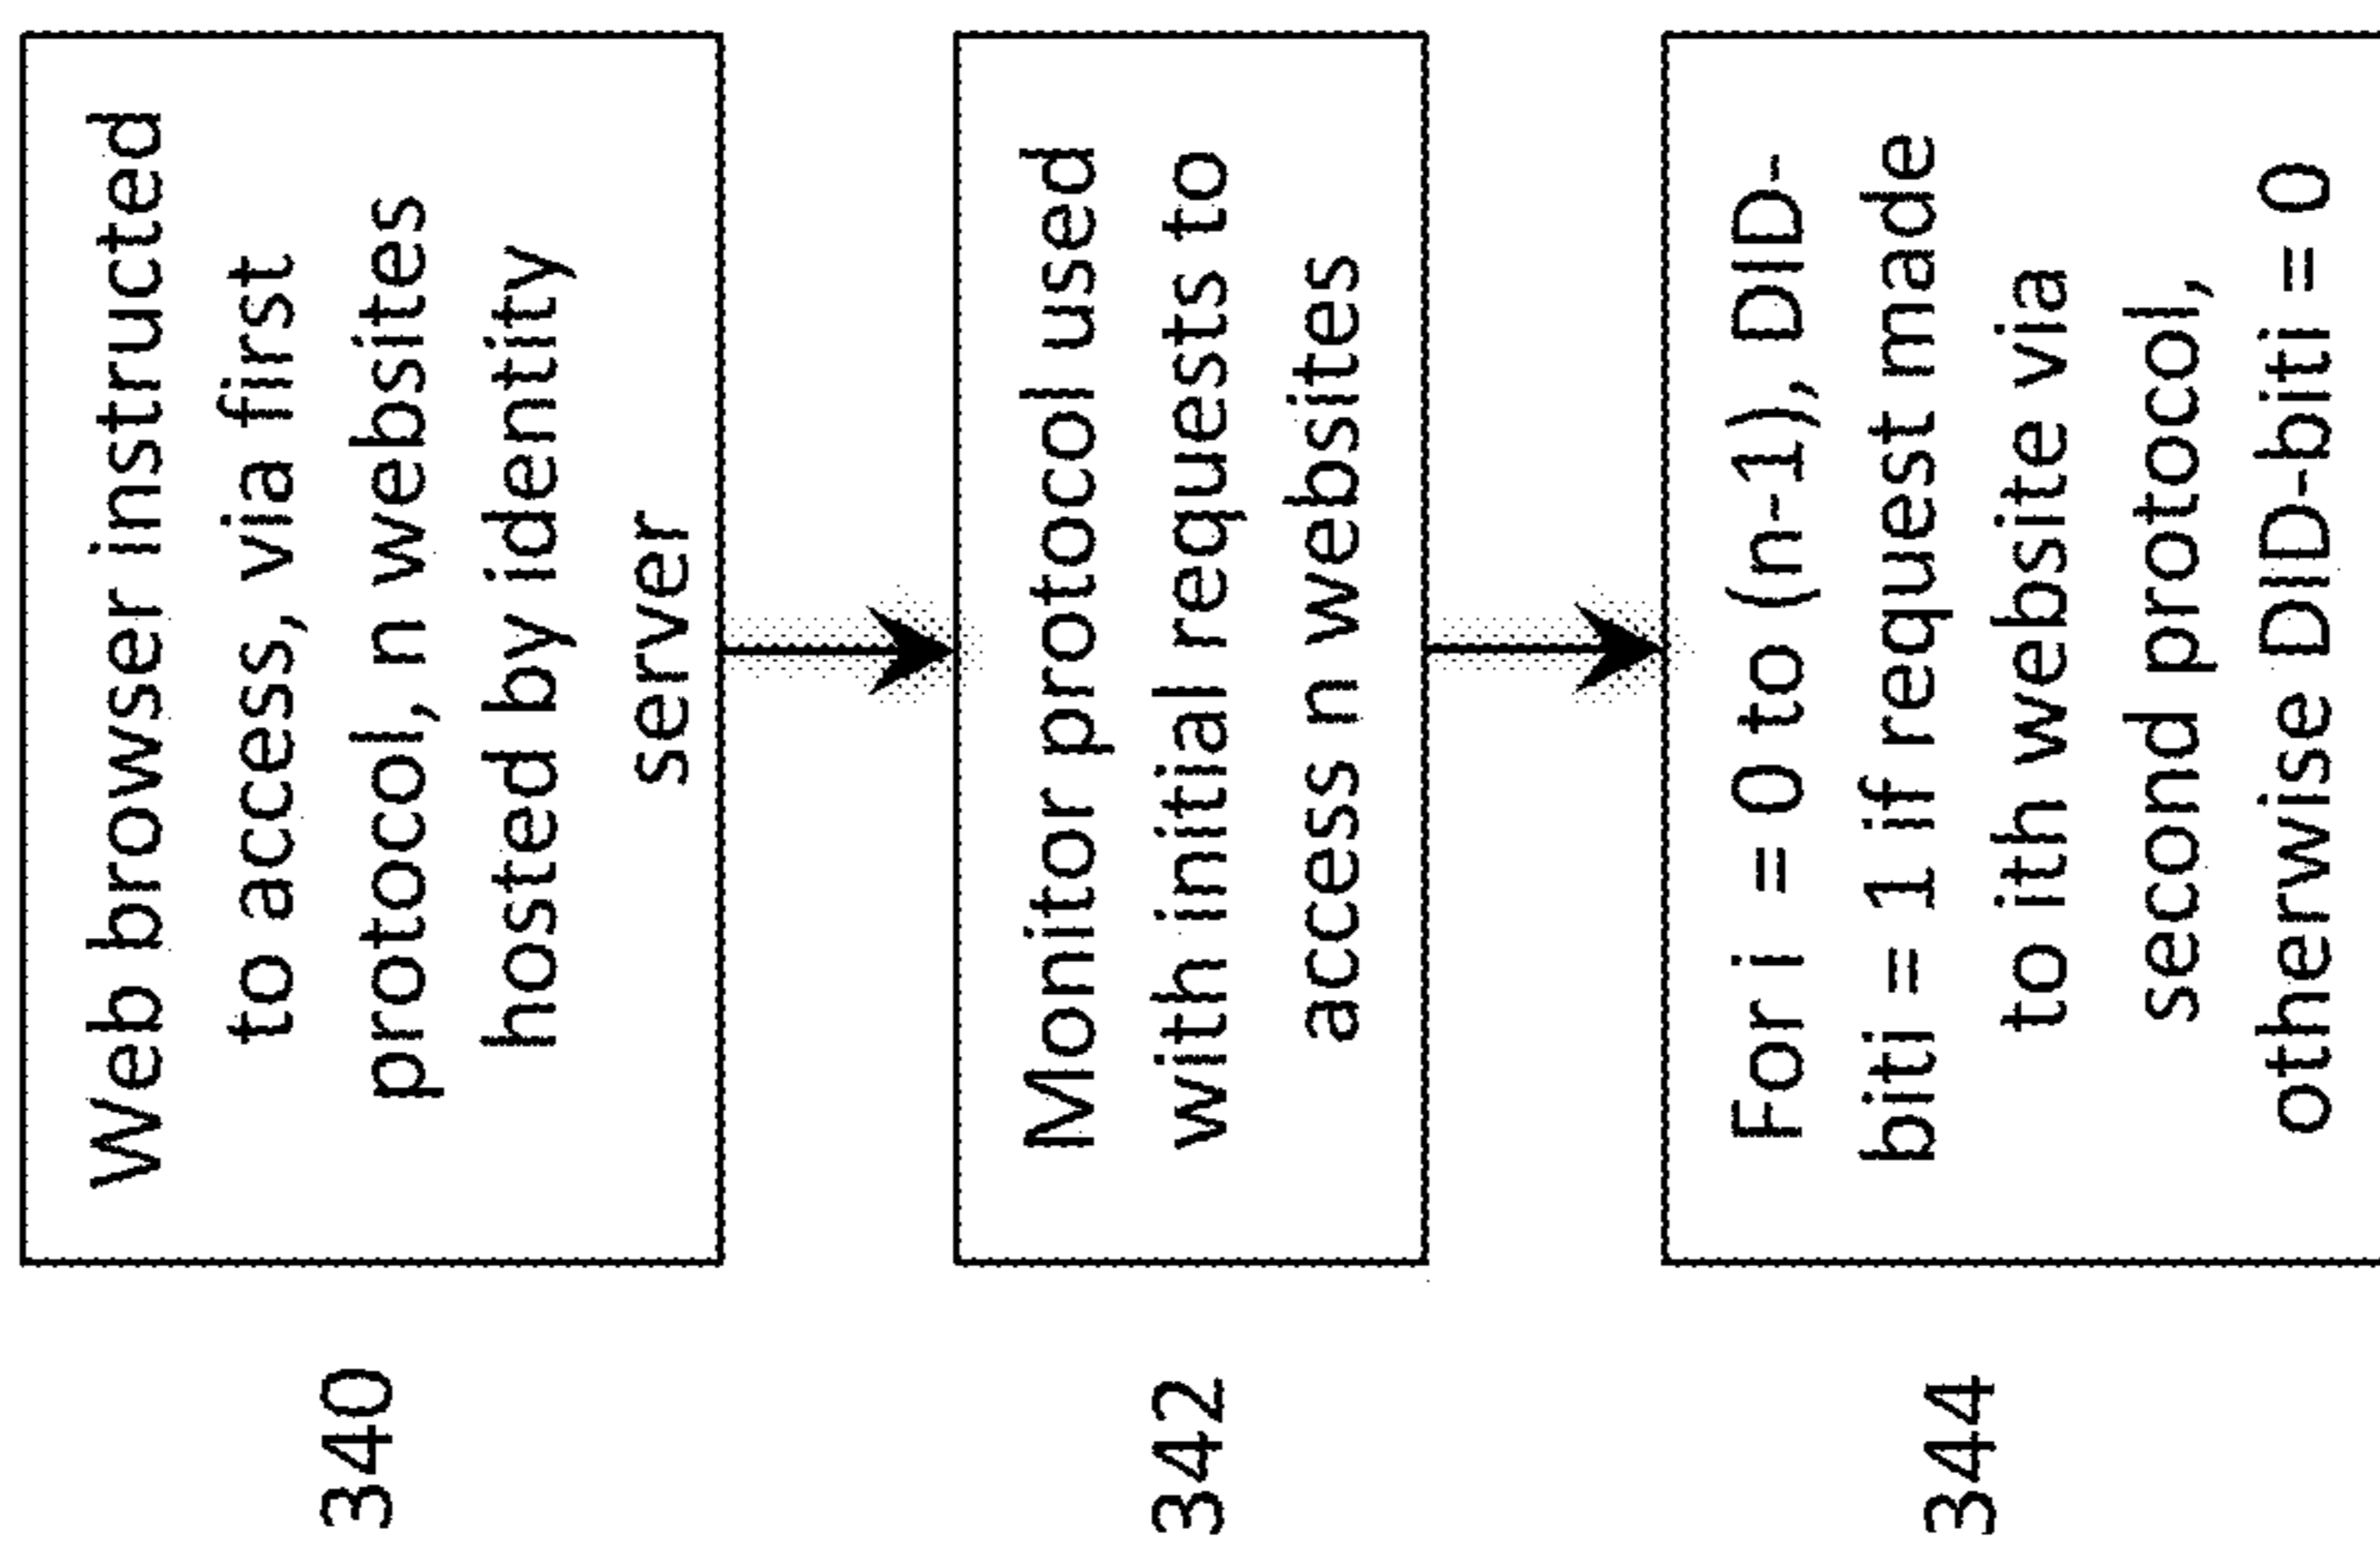 340
Web browser instructed
to access, via first
protocol, n websites
hosted by identity
server
342
Monitor protocol used
with initial requests to
access n websites
344
For i = 0 to (n-1), DID-
biti = 1 if request made
to ith website via
second protocol,
otherwise DID-biti = 0